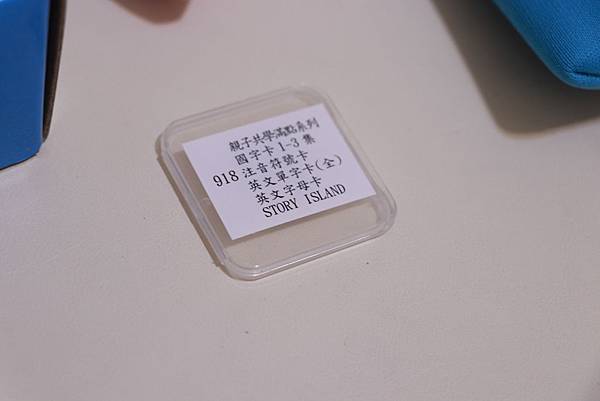 親子共學滿點系列
國字卡 1-3 集
918 注音符號卡
英文單字卡(全)
英文字母卡
STORY ISLAND